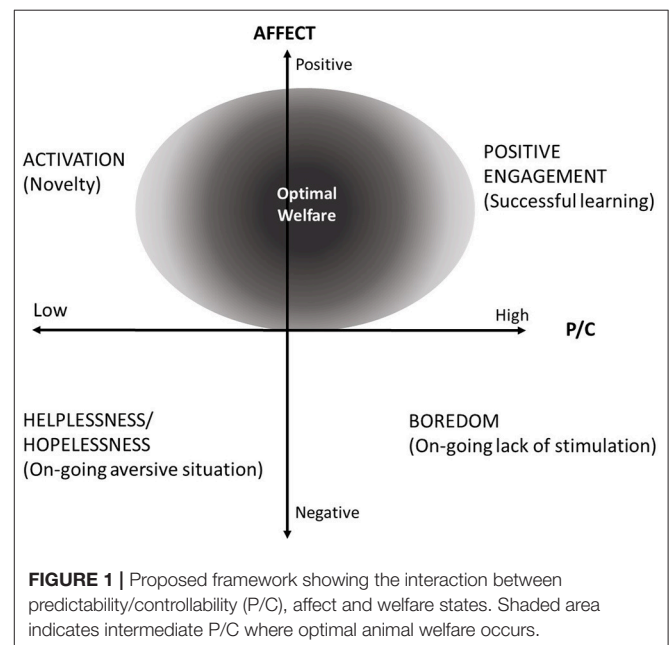 AFFECT
Positive
ACTIVATION
(Novelty)
POSITIVE
ENGAGEMENT
(Successful learning)
Optimal
Welfare
Low
High
P/C
HELPLESSNESS/
HOPELESSNESS
(On-going aversive situation)
BOREDOM
(On-going lack of stimulation)
Negative
FIGURE 1 | Proposed framework showing the interaction between
predictability/controllability (P/C), affect and welfare states. Shaded area
indicates intermediate P/C where optimal animal welfare occurs.